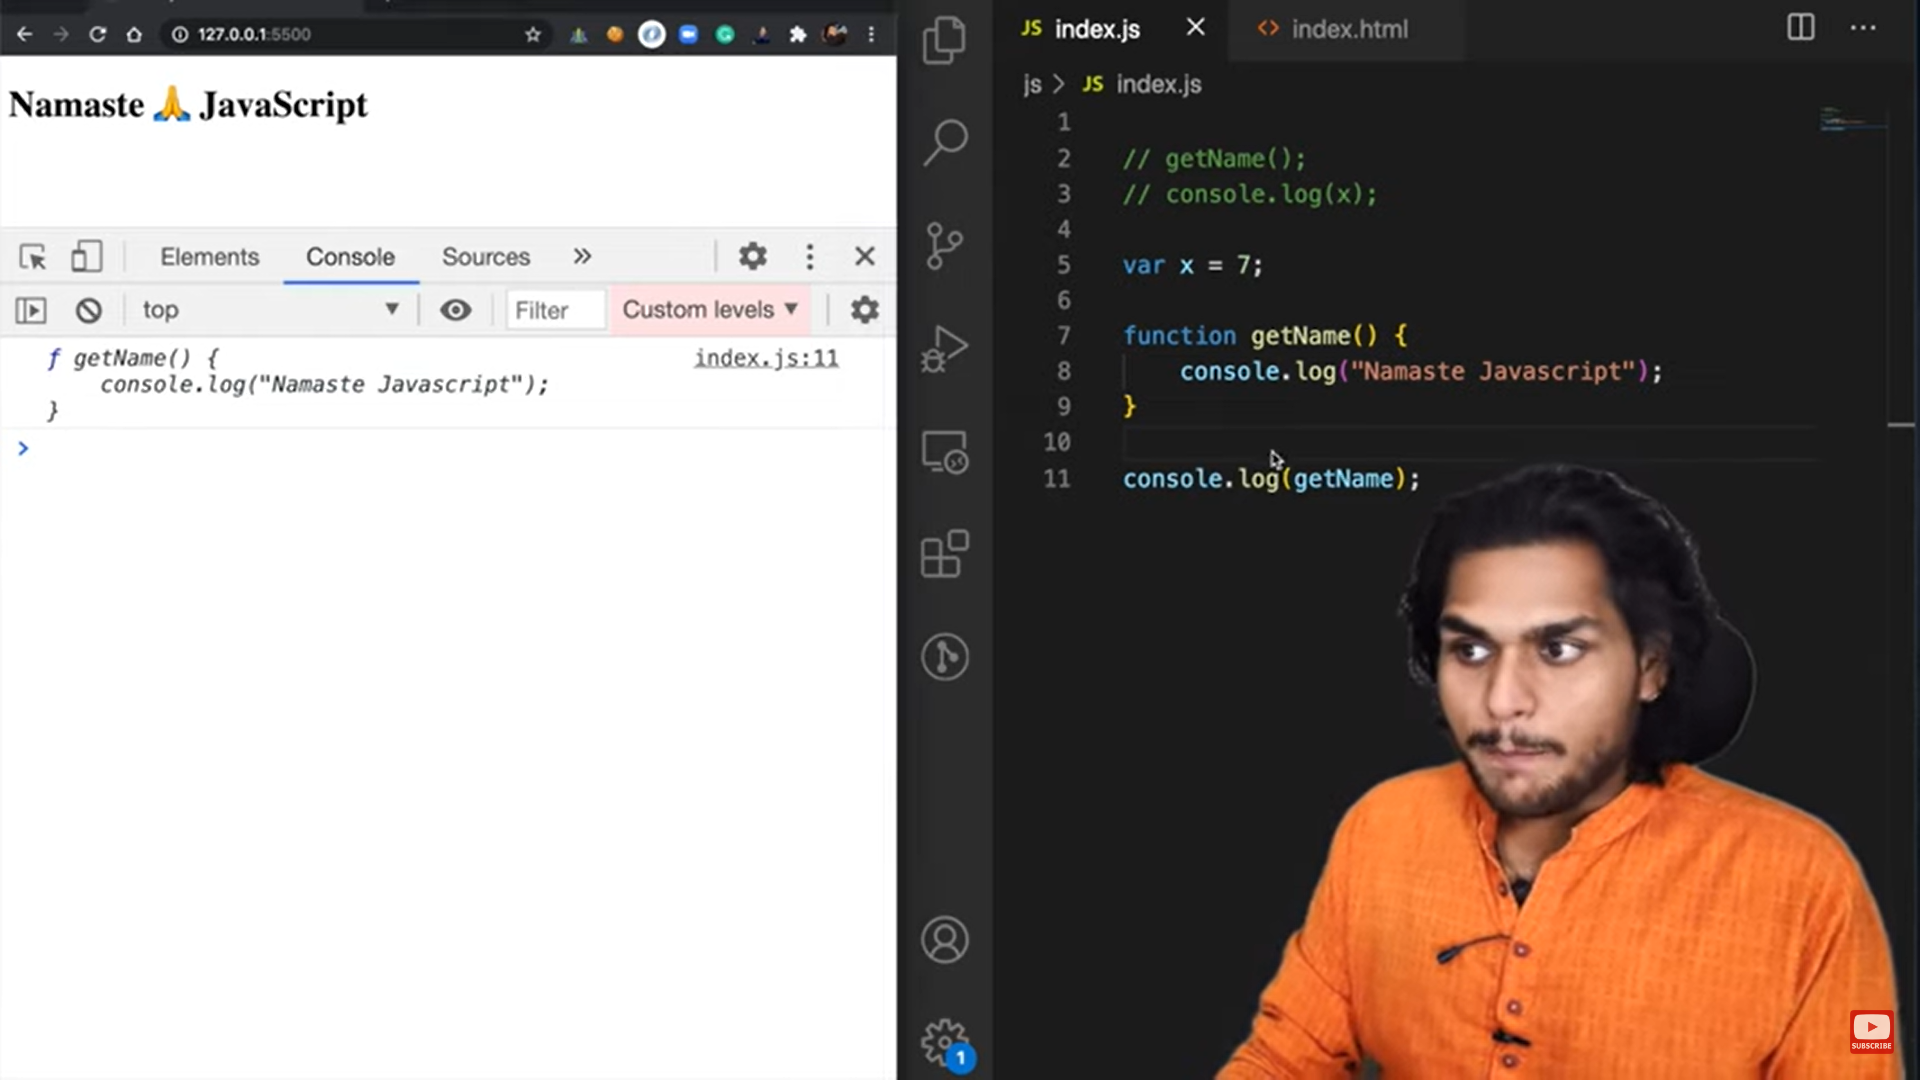 127.0.0.1:5500
Namaste 🙏 JavaScript
Elements Console Sources »
top Filter Custom levels
ƒ getName() { index.js:11
console.log("Namaste Javascript");
}
>
JS index.js × <> index.html ...
js > JS index.js
1
2 // getName();
3 // console.log(x);
4
5 var x = 7;
6
7 function getName() {
8 console.log("Namaste Javascript");
9 }
10
11 console.log(getName);
1
SUBSCRIBE